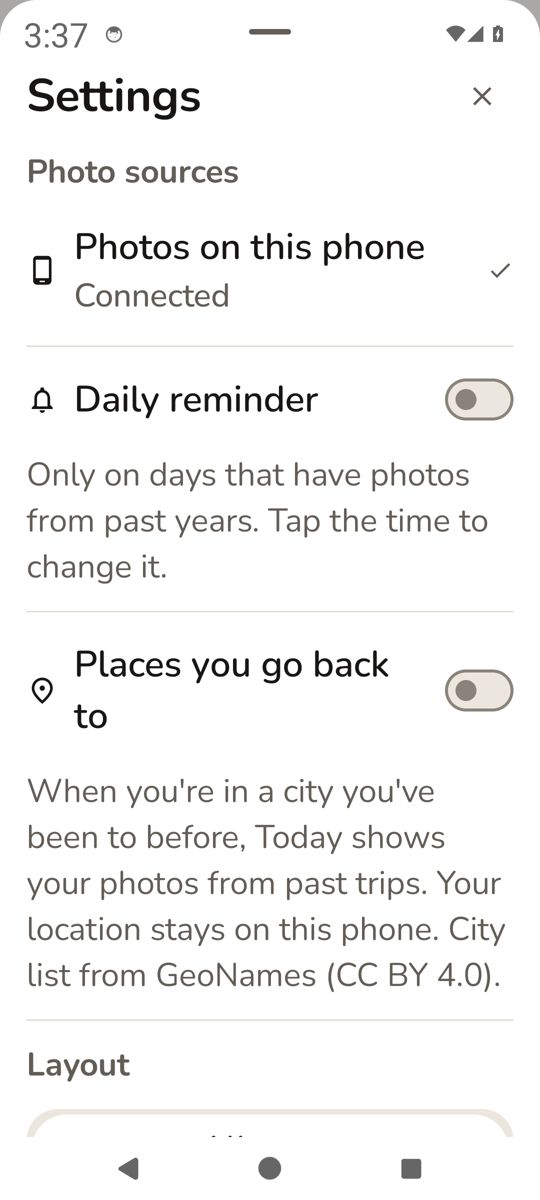 3:37
Settings
Photo sources
Photos on this phone
Connected
Daily reminder
Only on days that have photos
from past years. Tap the time to
change it.
Places you go back
to
When you're in a city you've
been to before, Today shows
your photos from past trips. Your
location stays on this phone. City
list from GeoNames (CC BY 4.0).
Layout